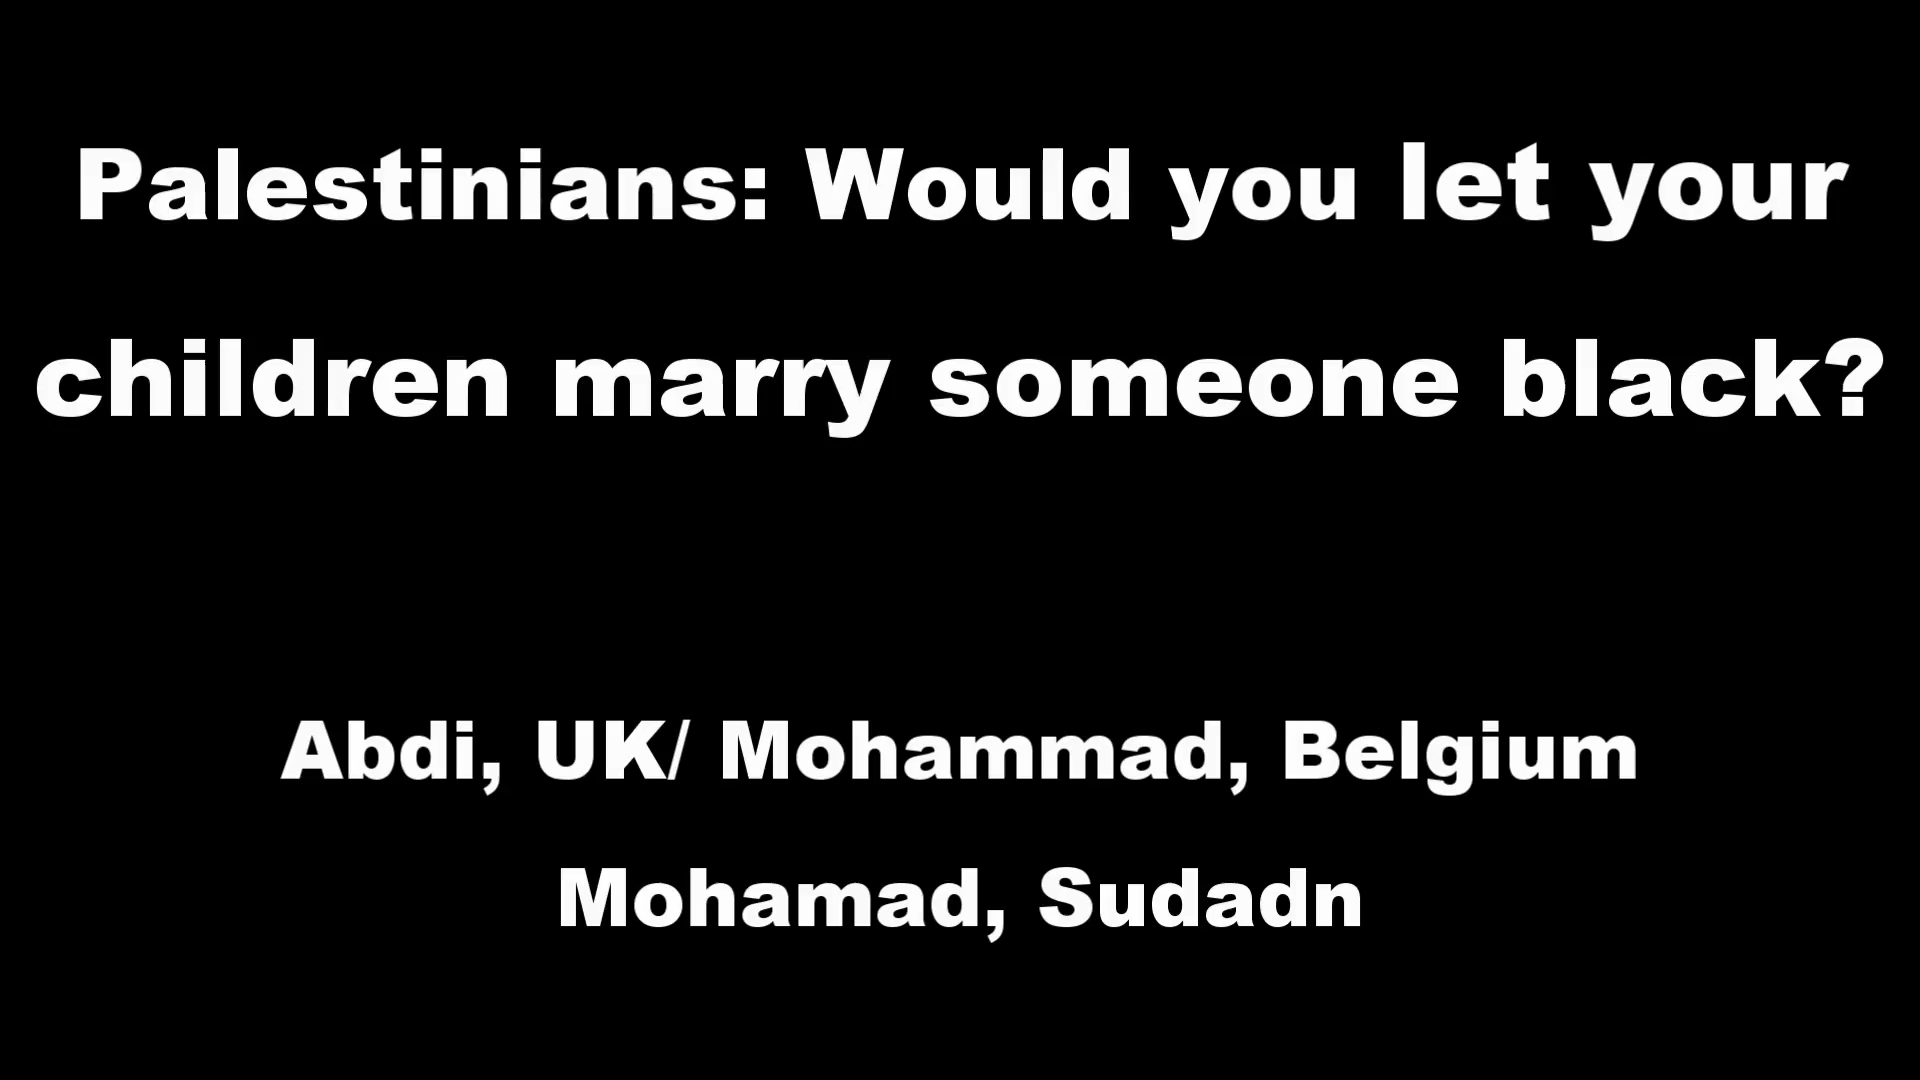 Palestinians: Would you let your
children marry someone black?
Abdi, UK/ Mohammad, Belgium
Mohamad, Sudadn